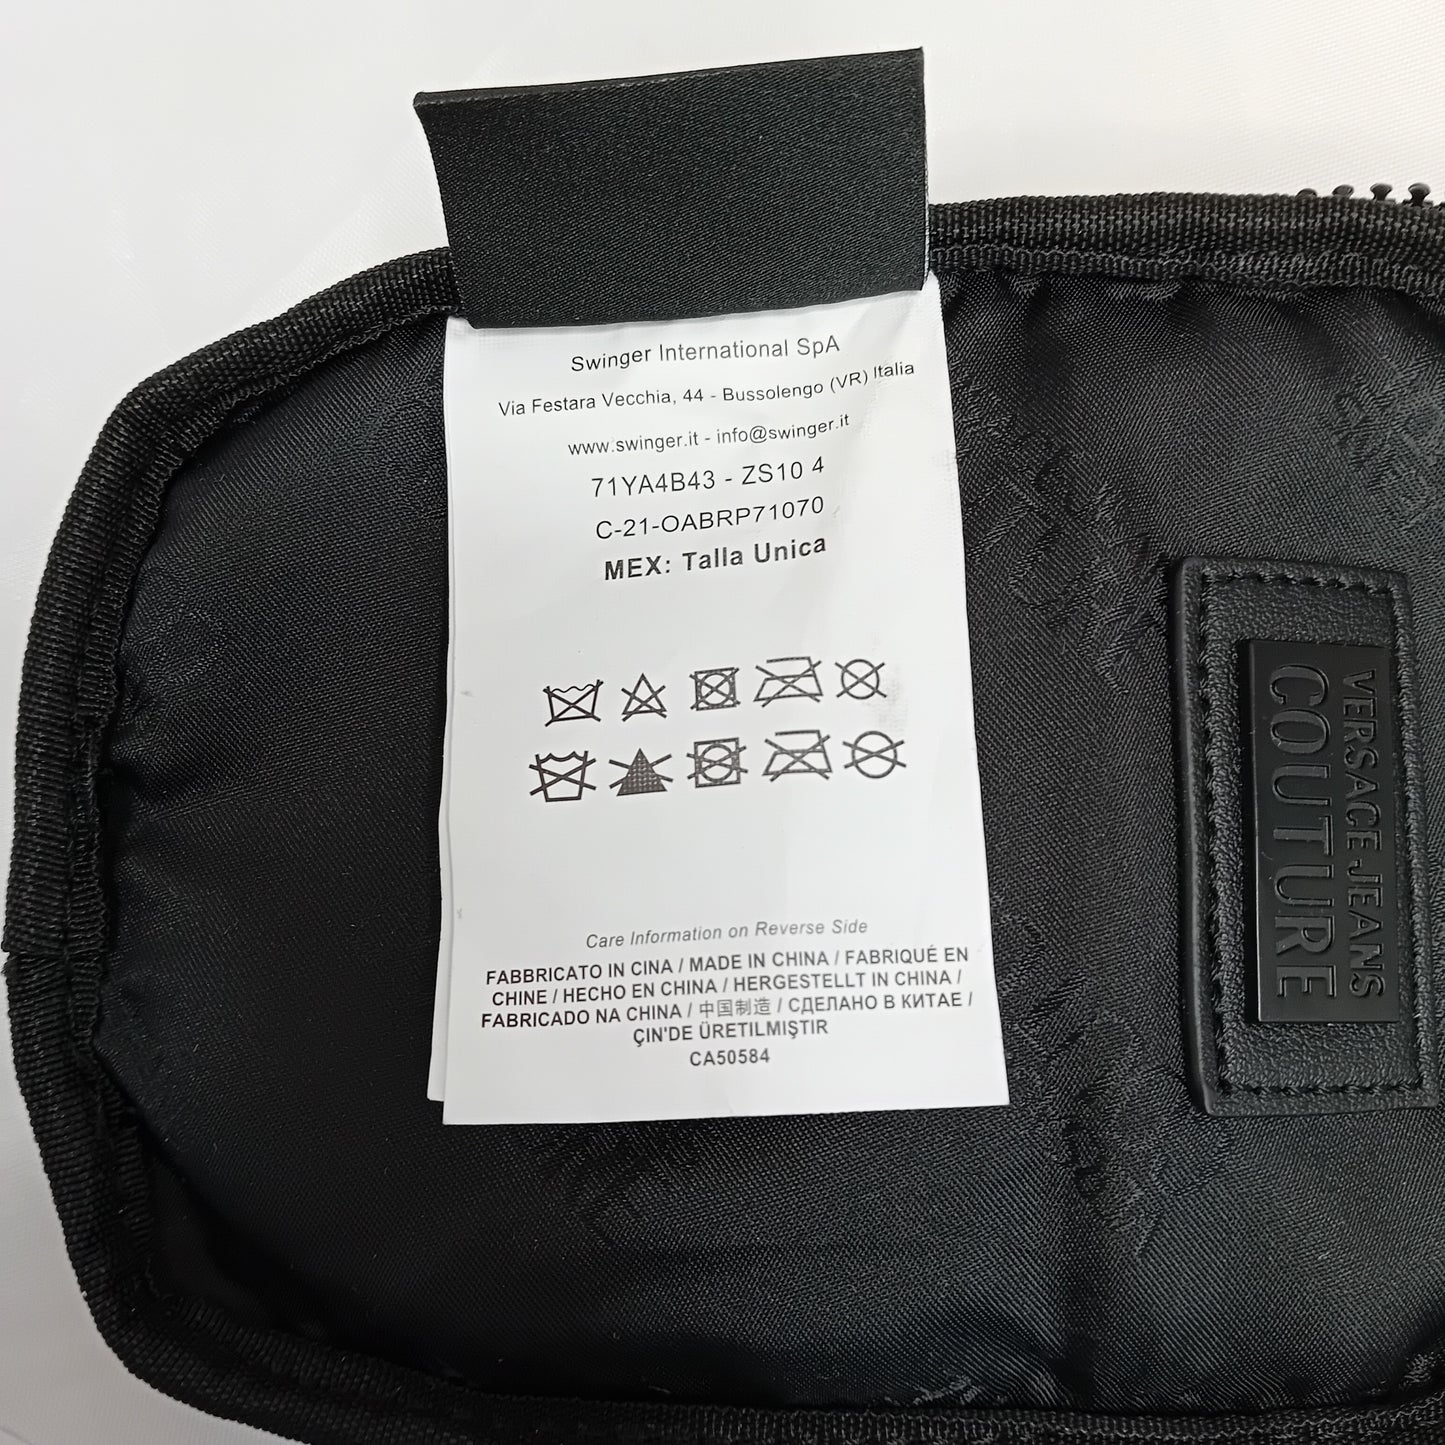 Swinger International SpA
Via Festara Vecchia, 44 - Bussolengo (VR) Italia
www.swinger.it - info@swinger.it
71YA4B43 - ZS10 4
C-21-OABRP71070
MEX: Talla Unica
Care Information on Reverse Side
FABBRICATO IN CINA / MADE IN CHINA / FABRIQUÉ EN
CHINE / HECHO EN CHINA / HERGESTELLT IN CHINA /
FABRICADO NA CHINA / 中国制造 / СДЕЛАНО В КИТАЕ /
ÇIN'DE ÜRETILMIŞTIR
CA50584
VERSACE JEANS
COUTURE